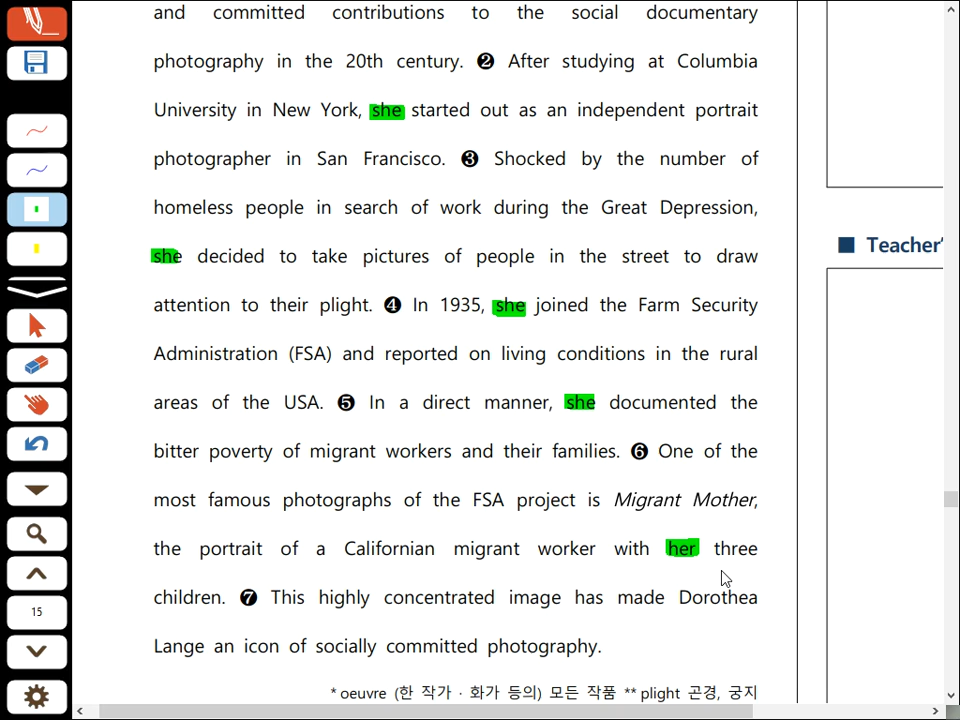 and committed contributions to the social documentary
photography in the 20th century. ❷ After studying at Columbia
University in New York, she started out as an independent portrait
photographer in San Francisco. ❸ Shocked by the number of
homeless people in search of work during the Great Depression,
she decided to take pictures of people in the street to draw
attention to their plight. ❹ In 1935, she joined the Farm Security
Administration (FSA) and reported on living conditions in the rural
areas of the USA. ❺ In a direct manner, she documented the
bitter poverty of migrant workers and their families. ❻ One of the
most famous photographs of the FSA project is Migrant Mother,
the portrait of a Californian migrant worker with her three
children. ❼ This highly concentrated image has made Dorothea
Lange an icon of socially committed photography.
* oeuvre (한 작가 · 화가 등의) 모든 작품 ** plight 곤경, 궁지
■ Teacher'
15